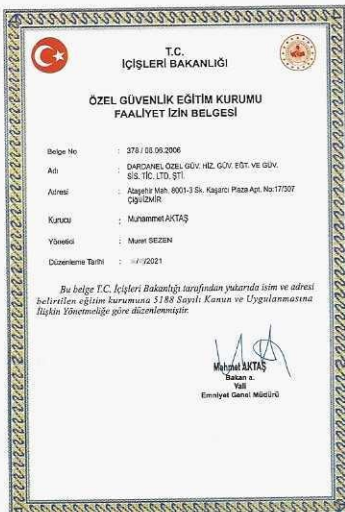 T.C.
İÇİŞLERİ BAKANLIĞI
ÖZEL GÜVENLİK EĞİTİM KURUMU
FAALİYET İZİN BELGESİ
Belge No : 378 / 08.06.2006
Adı : DARDANEL ÖZEL GÜV. HİZ. GÜV. EĞT. VE GÜV.
SİS. TİC. LTD. ŞTİ.
Adresi : Ataşehir Mah. 8001-3 Sk. Kaşarcı Plaza Apt. No:17/307
Çiğli/İZMİR
Kurucu : Muhammet AKTAŞ
Yönetici : Murat SEZEN
Düzenleme Tarihi : /2021
Bu belge T.C. İçişleri Bakanlığı tarafından yukarıda isim ve adresi
belirtilen eğitim kurumuna 5188 Sayılı Kanun ve Uygulanmasına
İlişkin Yönetmeliğe göre düzenlenmiştir.
Mehmet AKTAŞ
Bakan a.
Vali
Emniyet Genel Müdürü